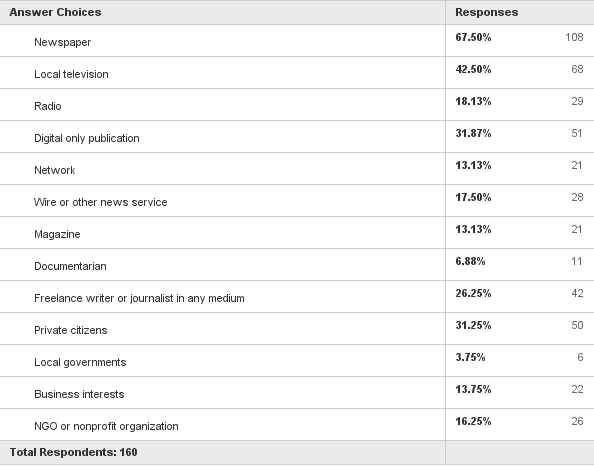 Answer Choices Responses
Newspaper 67.50% 108
Local television 42.50% 68
Radio 18.13% 29
Digital only publication 31.87% 51
Network 13.13% 21
Wire or other news service 17.50% 28
Magazine 13.13% 21
Documentarian 6.88% 11
Freelance writer or journalist in any medium 26.25% 42
Private citizens 31.25% 50
Local governments 3.75% 6
Business interests 13.75% 22
NGO or nonprofit organization 16.25% 26
Total Respondents: 160